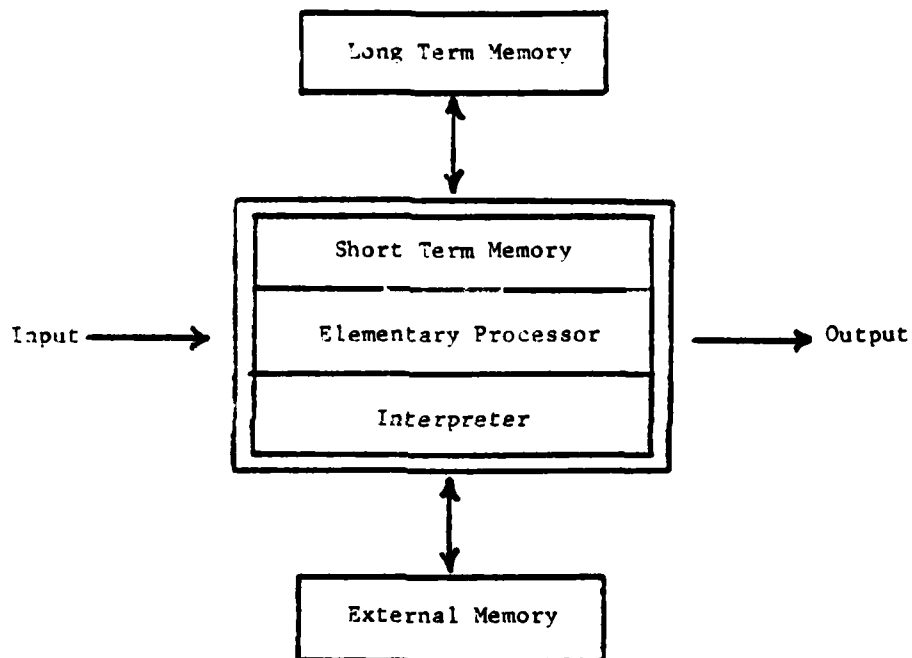 Long Term Memory
Short Term Memory
Input
Elementary Processor
Output
Interpreter
External Memory